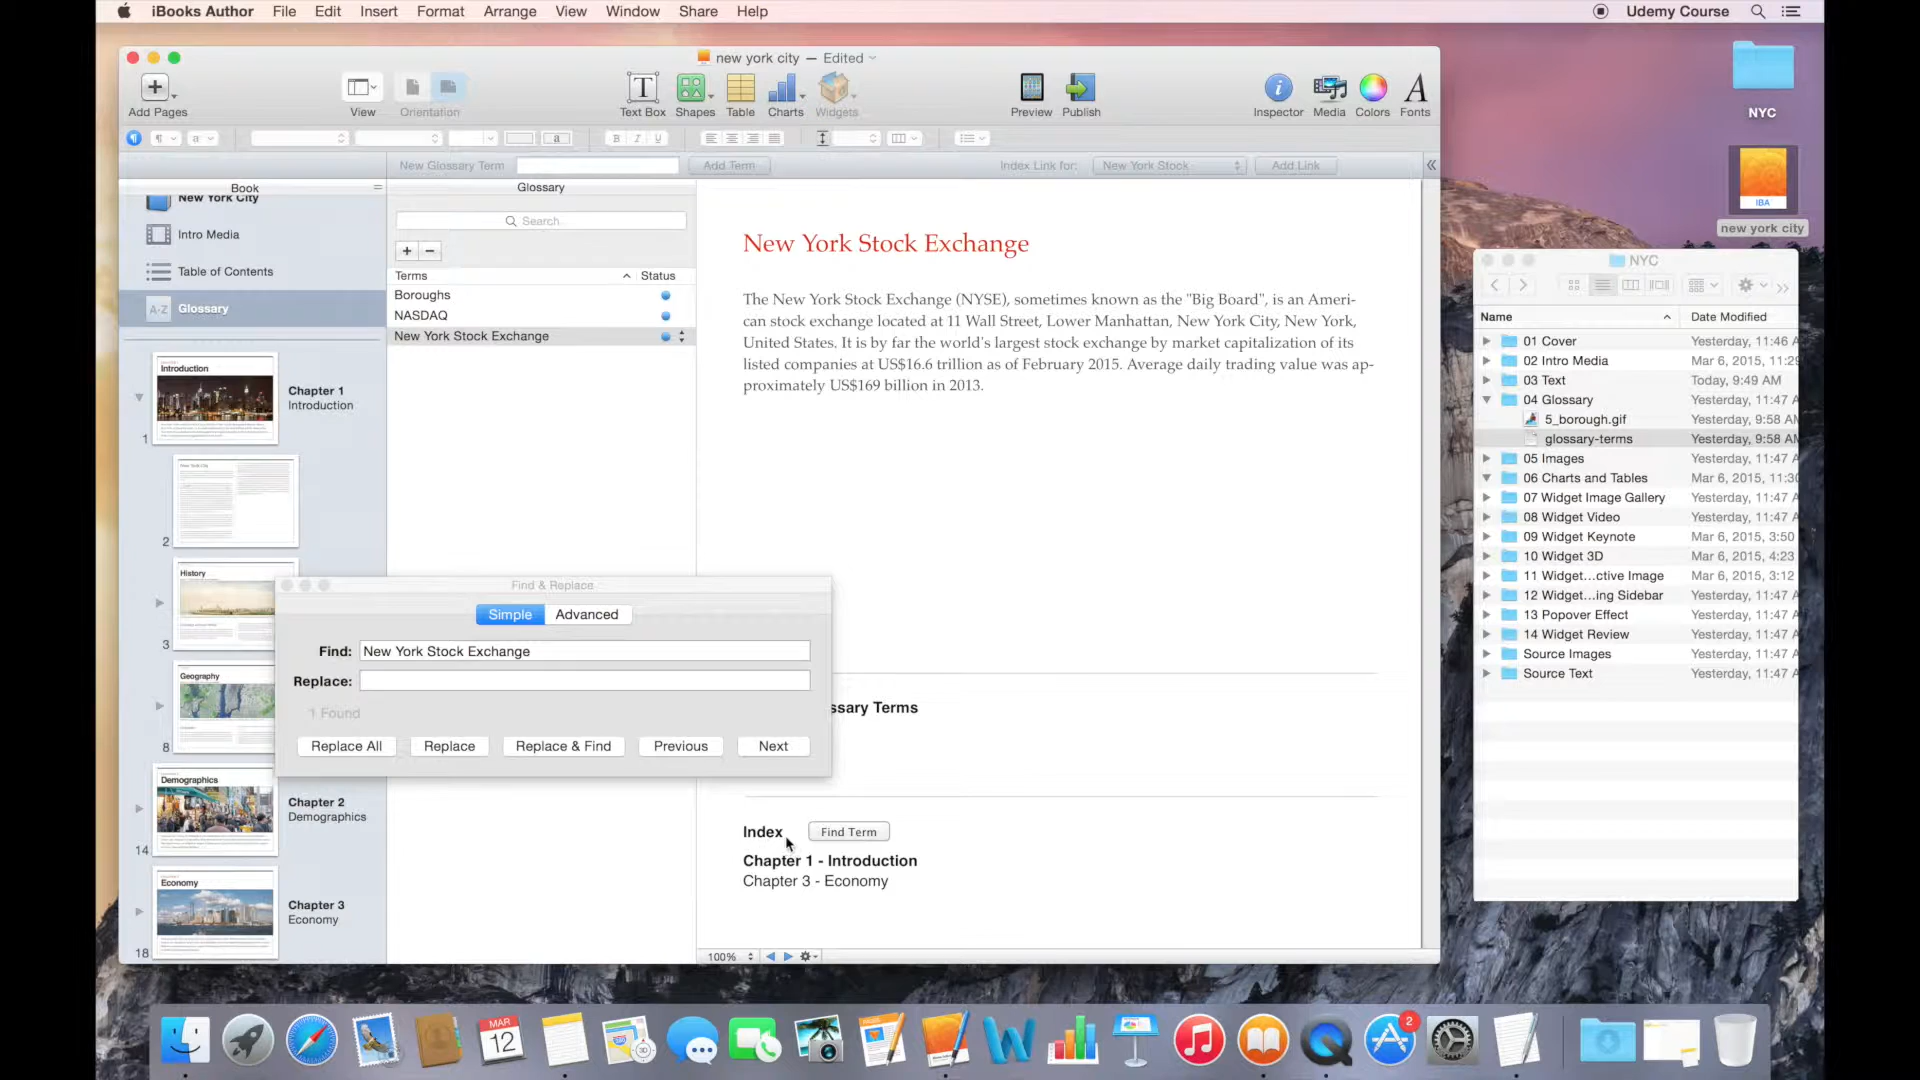 iBooks Author File Edit Insert Format Arrange View Window Share Help Udemy Course
new york city — Edited
Add Pages View Orientation Text Box Shapes Table Charts Widgets Preview Publish Inspector Media Colors Fonts
a B I U
New Glossary Term Add Term Index Link for: New York Stock Add Link
Book
New York City
Intro Media
Table of Contents
A-Z Glossary
Introduction
Chapter 1
Introduction
1
New York City
2
History
3
Geography
8
Demographics
Chapter 2
Demographics
14
Economy
Chapter 3
Economy
18
Glossary
Search
+ −
Terms Status
Boroughs
NASDAQ
New York Stock Exchange
New York Stock Exchange
The New York Stock Exchange (NYSE), sometimes known as the "Big Board", is an Ameri-
can stock exchange located at 11 Wall Street, Lower Manhattan, New York City, New York,
United States. It is by far the world's largest stock exchange by market capitalization of its
listed companies at US$16.6 trillion as of February 2015. Average daily trading value was ap-
proximately US$169 billion in 2013.
ssary Terms
Index Find Term
Chapter 1 - Introduction
Chapter 3 - Economy
100%
Find & Replace
Simple Advanced
Find: New York Stock Exchange
Replace:
1 Found
Replace All Replace Replace & Find Previous Next
NYC
IBA
new york city
NYC
Name Date Modified
01 Cover Yesterday, 11:46 A
02 Intro Media Mar 6, 2015, 11:29
03 Text Today, 9:49 AM
04 Glossary Yesterday, 11:47 A
5_borough.gif Yesterday, 9:58 AM
glossary-terms Yesterday, 9:58 AM
05 Images Yesterday, 11:47 A
06 Charts and Tables Mar 6, 2015, 11:30
07 Widget Image Gallery Yesterday, 11:47 A
08 Widget Video Yesterday, 11:47 A
09 Widget Keynote Mar 6, 2015, 3:50
10 Widget 3D Mar 6, 2015, 4:23
11 Widget...ctive Image Mar 6, 2015, 3:12
12 Widget...ing Sidebar Yesterday, 11:47 A
13 Popover Effect Yesterday, 11:47 A
14 Widget Review Yesterday, 11:47 A
Source Images Yesterday, 11:47 A
Source Text Yesterday, 11:47 A
MAR
12
2